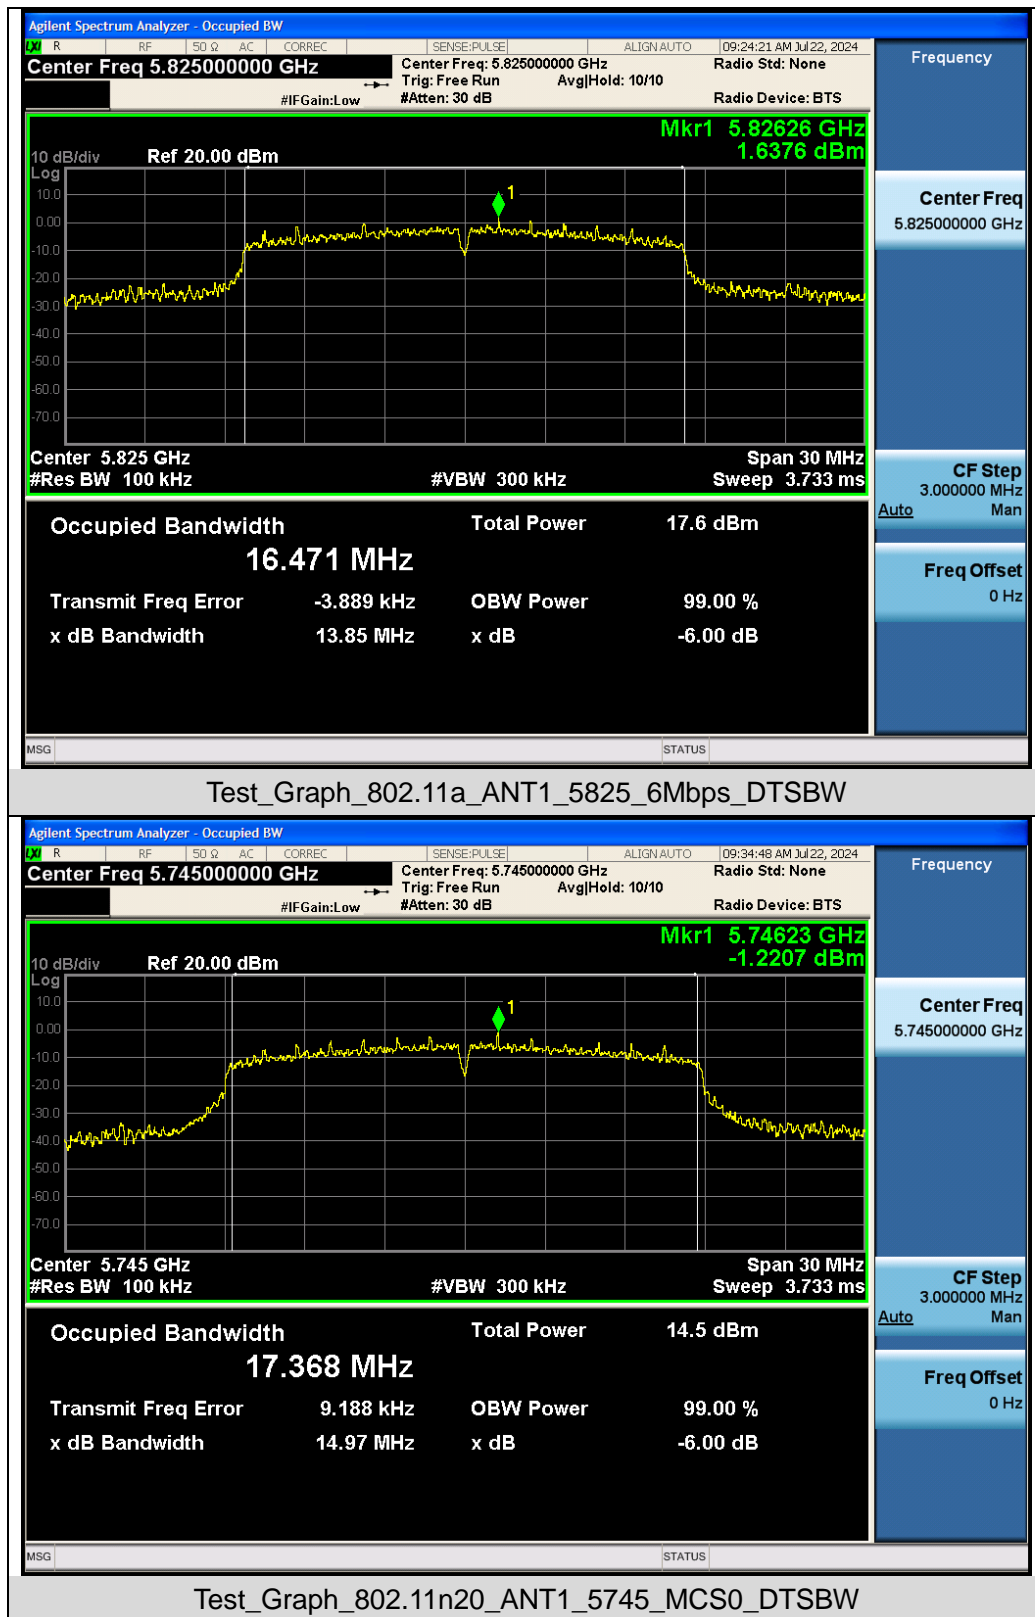 Agilent Spectrum Analyzer - Occupied BW
LXI R RF 50 Ω AC CORREC SENSE:PULSE ALIGN AUTO 09:24:21 AM Jul 22, 2024
Center Freq 5.825000000 GHz
Center Freq: 5.825000000 GHz Radio Std: None
Trig: Free Run Avg|Hold: 10/10
#IFGain:Low #Atten: 30 dB Radio Device: BTS
Frequency
Mkr1 5.82626 GHz
1.6376 dBm
10 dB/div Ref 20.00 dBm
Log
10.0
0.00
-10.0
-20.0
-30.0
-40.0
-50.0
-60.0
-70.0
1
Center 5.825 GHz Span 30 MHz
#Res BW 100 kHz #VBW 300 kHz Sweep 3.733 ms
Center Freq
5.825000000 GHz
CF Step
3.000000 MHz
Auto Man
Freq Offset
0 Hz
Occupied Bandwidth Total Power 17.6 dBm
16.471 MHz
Transmit Freq Error -3.889 kHz OBW Power 99.00 %
x dB Bandwidth 13.85 MHz x dB -6.00 dB
MSG STATUS
Test_Graph_802.11a_ANT1_5825_6Mbps_DTSBW
Agilent Spectrum Analyzer - Occupied BW
LXI R RF 50 Ω AC CORREC SENSE:PULSE ALIGN AUTO 09:34:48 AM Jul 22, 2024
Center Freq 5.745000000 GHz
Center Freq: 5.745000000 GHz Radio Std: None
Trig: Free Run Avg|Hold: 10/10
#IFGain:Low #Atten: 30 dB Radio Device: BTS
Frequency
Mkr1 5.74623 GHz
-1.2207 dBm
10 dB/div Ref 20.00 dBm
Log
10.0
0.00
-10.0
-20.0
-30.0
-40.0
-50.0
-60.0
-70.0
1
Center 5.745 GHz Span 30 MHz
#Res BW 100 kHz #VBW 300 kHz Sweep 3.733 ms
Center Freq
5.745000000 GHz
CF Step
3.000000 MHz
Auto Man
Freq Offset
0 Hz
Occupied Bandwidth Total Power 14.5 dBm
17.368 MHz
Transmit Freq Error 9.188 kHz OBW Power 99.00 %
x dB Bandwidth 14.97 MHz x dB -6.00 dB
MSG STATUS
Test_Graph_802.11n20_ANT1_5745_MCS0_DTSBW